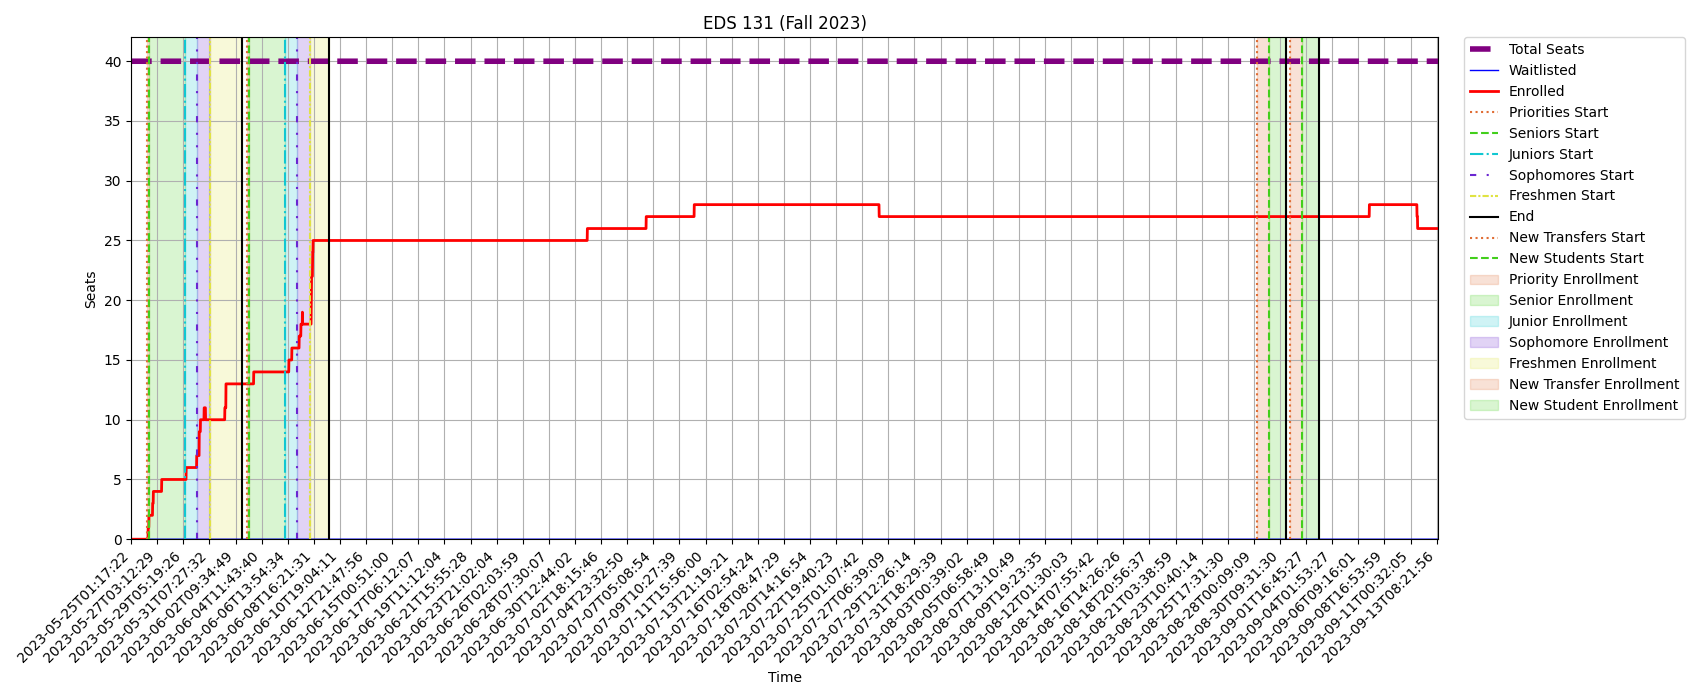 EDS 131 (Fall 2023)
Seats
40
35
30
25
20
15
10
5
0
2023-05-25T01:17:22
2023-05-27T03:12:29
2023-05-29T05:19:26
2023-05-31T07:27:32
2023-06-02T09:34:49
2023-06-04T11:43:40
2023-06-06T13:54:34
2023-06-08T16:21:31
2023-06-10T19:04:11
2023-06-12T21:47:56
2023-06-15T00:51:00
2023-06-17T06:12:07
2023-06-19T11:12:04
2023-06-21T15:55:28
2023-06-23T21:02:04
2023-06-26T02:03:59
2023-06-28T07:30:07
2023-06-30T12:44:02
2023-07-02T18:15:46
2023-07-04T23:32:50
2023-07-07T05:08:54
2023-07-09T10:27:39
2023-07-11T15:56:00
2023-07-13T21:19:21
2023-07-16T02:54:24
2023-07-18T08:47:29
2023-07-20T14:16:54
2023-07-22T19:40:23
2023-07-25T01:07:42
2023-07-27T06:39:09
2023-07-29T12:26:14
2023-07-31T18:29:39
2023-08-03T00:39:02
2023-08-05T06:58:49
2023-08-07T13:10:49
2023-08-09T19:23:35
2023-08-12T01:30:03
2023-08-14T07:55:42
2023-08-16T14:26:26
2023-08-18T20:56:37
2023-08-21T03:38:59
2023-08-23T10:40:14
2023-08-25T17:31:30
2023-08-28T00:09:09
2023-08-30T09:31:30
2023-09-01T16:45:27
2023-09-04T01:53:27
2023-09-06T09:16:01
2023-09-08T16:53:59
2023-09-11T00:32:05
2023-09-13T08:21:56
Time
Total Seats
Waitlisted
Enrolled
Priorities Start
Seniors Start
Juniors Start
Sophomores Start
Freshmen Start
End
New Transfers Start
New Students Start
Priority Enrollment
Senior Enrollment
Junior Enrollment
Sophomore Enrollment
Freshmen Enrollment
New Transfer Enrollment
New Student Enrollment